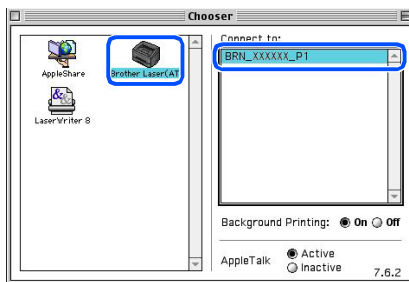 Chooser
AppleShare
Brother Laser(AT
LaserWriter 8
Connect to:
BRN_XXXXXX_P1
Background Printing: On Off
AppleTalk
Active
Inactive
7.6.2